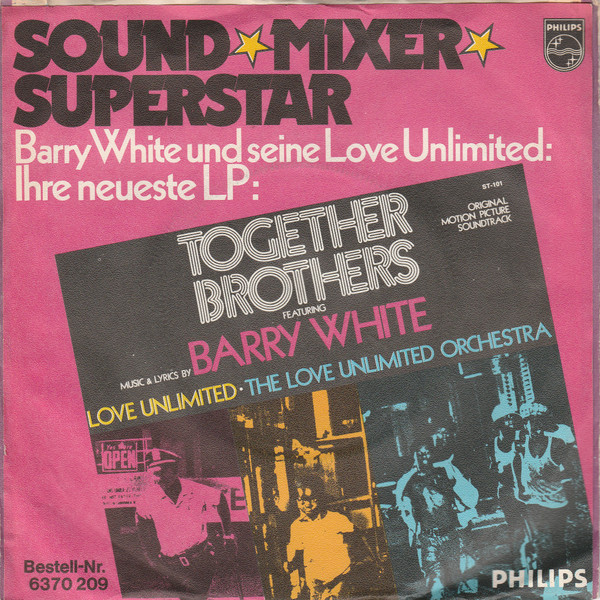 SOUND★MIXER★
SUPERSTAR
PHILIPS
Barry White und seine Love Unlimited:
Ihre neueste LP:
ST-101
ORIGINAL
MOTION PICTURE
SOUNDTRACK
TOGETHER
BROTHERS
FEATURING
MUSIC & LYRICS BY BARRY WHITE
LOVE UNLIMITED · THE LOVE UNLIMITED ORCHESTRA
OPEN
Bestell-Nr.
6370 209
PHILIPS